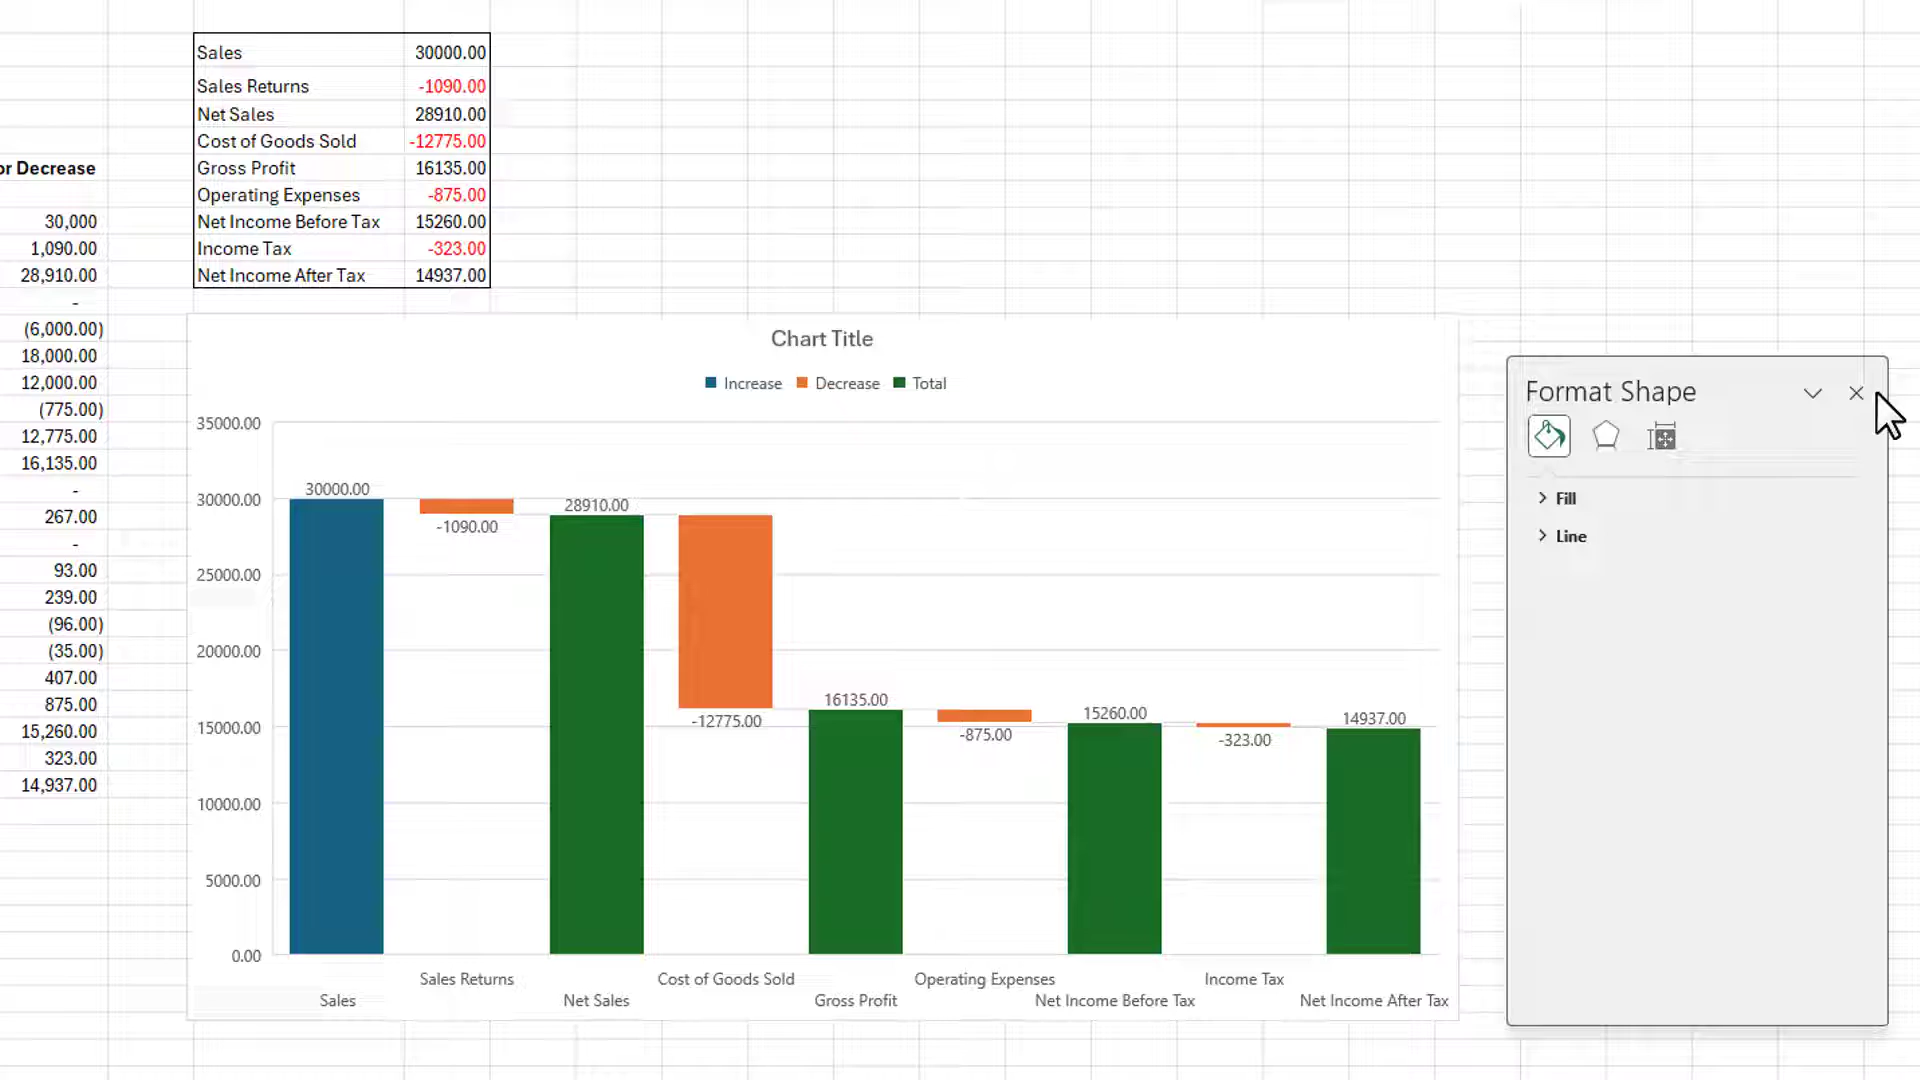 or Decrease
30,000
1,090.00
28,910.00
-
(6,000.00)
18,000.00
12,000.00
(775.00)
12,775.00
16,135.00
-
267.00
-
93.00
239.00
(96.00)
(35.00)
407.00
875.00
15,260.00
323.00
14,937.00
Sales 30000.00
Sales Returns -1090.00
Net Sales 28910.00
Cost of Goods Sold -12775.00
Gross Profit 16135.00
Operating Expenses -875.00
Net Income Before Tax 15260.00
Income Tax -323.00
Net Income After Tax 14937.00
Chart Title
Increase Decrease Total
35000.00
30000.00
25000.00
20000.00
15000.00
10000.00
5000.00
0.00
30000.00
-1090.00
28910.00
-12775.00
16135.00
-875.00
15260.00
-323.00
14937.00
Sales Returns Cost of Goods Sold Operating Expenses Income Tax
Sales Net Sales Gross Profit Net Income Before Tax Net Income After Tax
Format Shape
Fill
Line